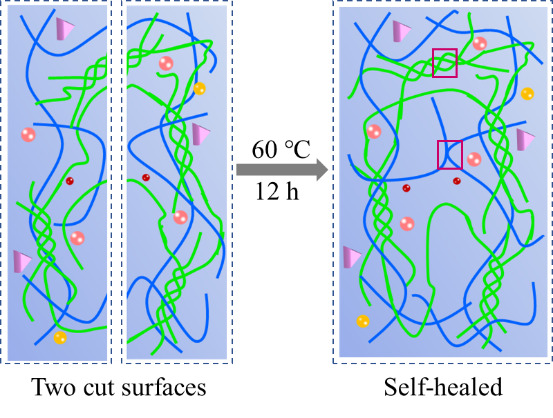 60 °C
12 h
Two cut surfaces
Self-healed